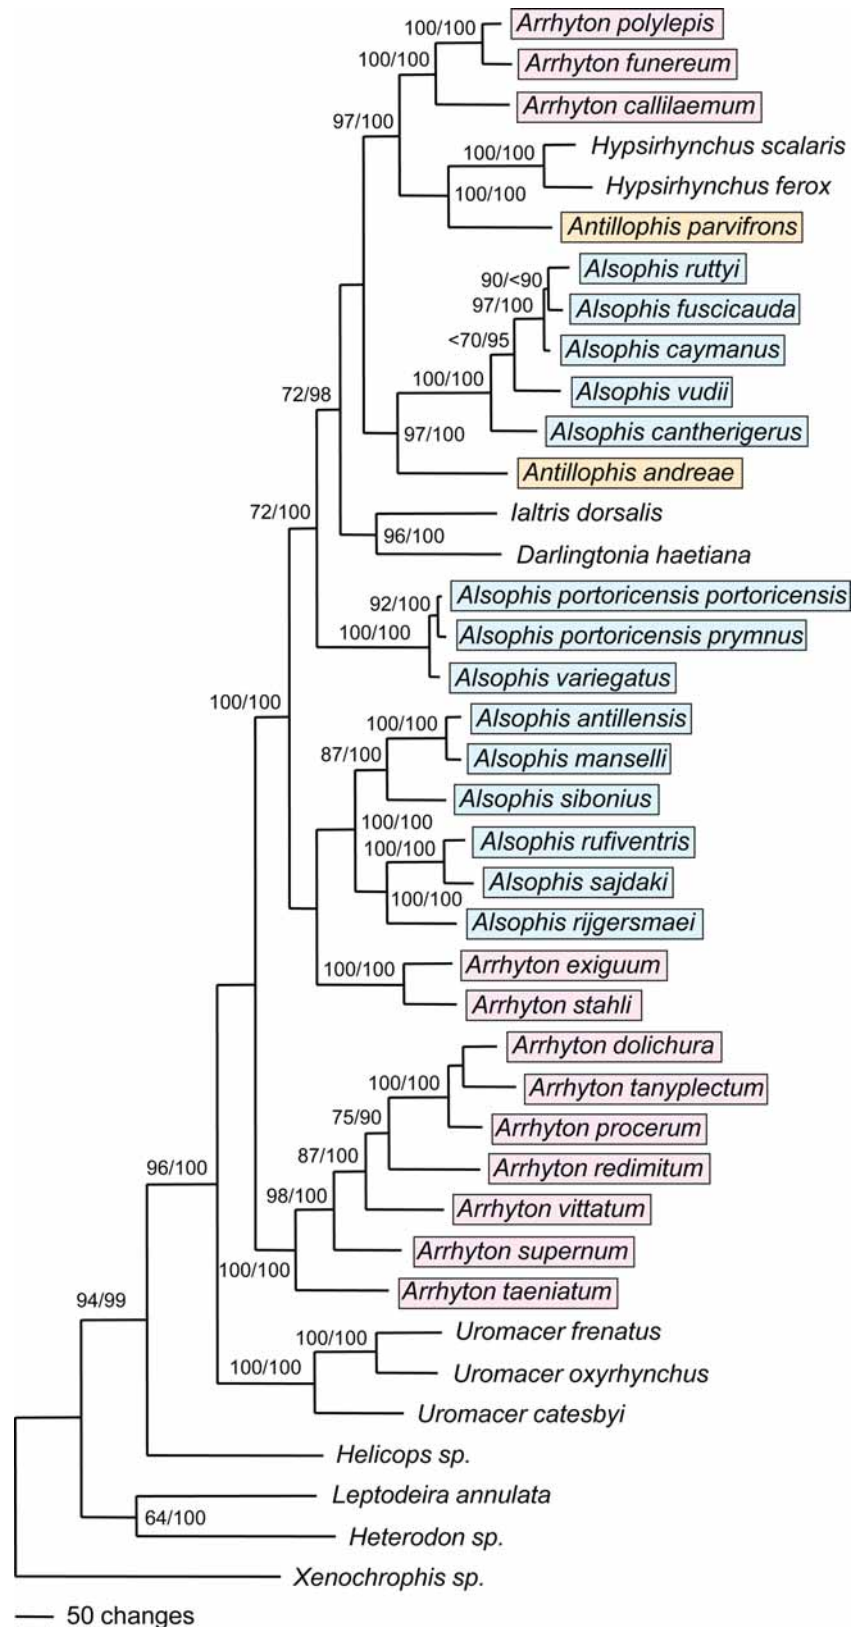 100/100
Arrhyton polylepis
100/100
Arrhyton funereum
Arrhyton callilaemum
97/100
100/100
Hypsirhynchus scalaris
100/100
Hypsirhynchus ferox
Antillophis parvifrons
90/<90
Alsophis ruttyi
97/100
Alsophis fuscicauda
<70/95
Alsophis caymanus
100/100
Alsophis vudii
72/98
97/100
Alsophis cantherigerus
Antillophis andreae
72/100
Ialtris dorsalis
96/100
Darlingtonia haetiana
92/100
Alsophis portoricensis portoricensis
100/100
Alsophis portoricensis prymnus
Alsophis variegatus
100/100
100/100
Alsophis antillensis
87/100
Alsophis manselli
Alsophis sibonius
100/100
100/100
Alsophis rufiventris
100/100
Alsophis sajdaki
Alsophis rijgersmaei
100/100
Arrhyton exiguum
Arrhyton stahli
Arrhyton dolichura
100/100
Arrhyton tanyplectum
75/90
Arrhyton procerum
87/100
Arrhyton redimitum
96/100
98/100
Arrhyton vittatum
Arrhyton supernum
100/100
Arrhyton taeniatum
94/99
100/100
Uromacer frenatus
100/100
Uromacer oxyrhynchus
Uromacer catesbyi
Helicops sp.
Leptodeira annulata
64/100
Heterodon sp.
Xenochrophis sp.
50 changes